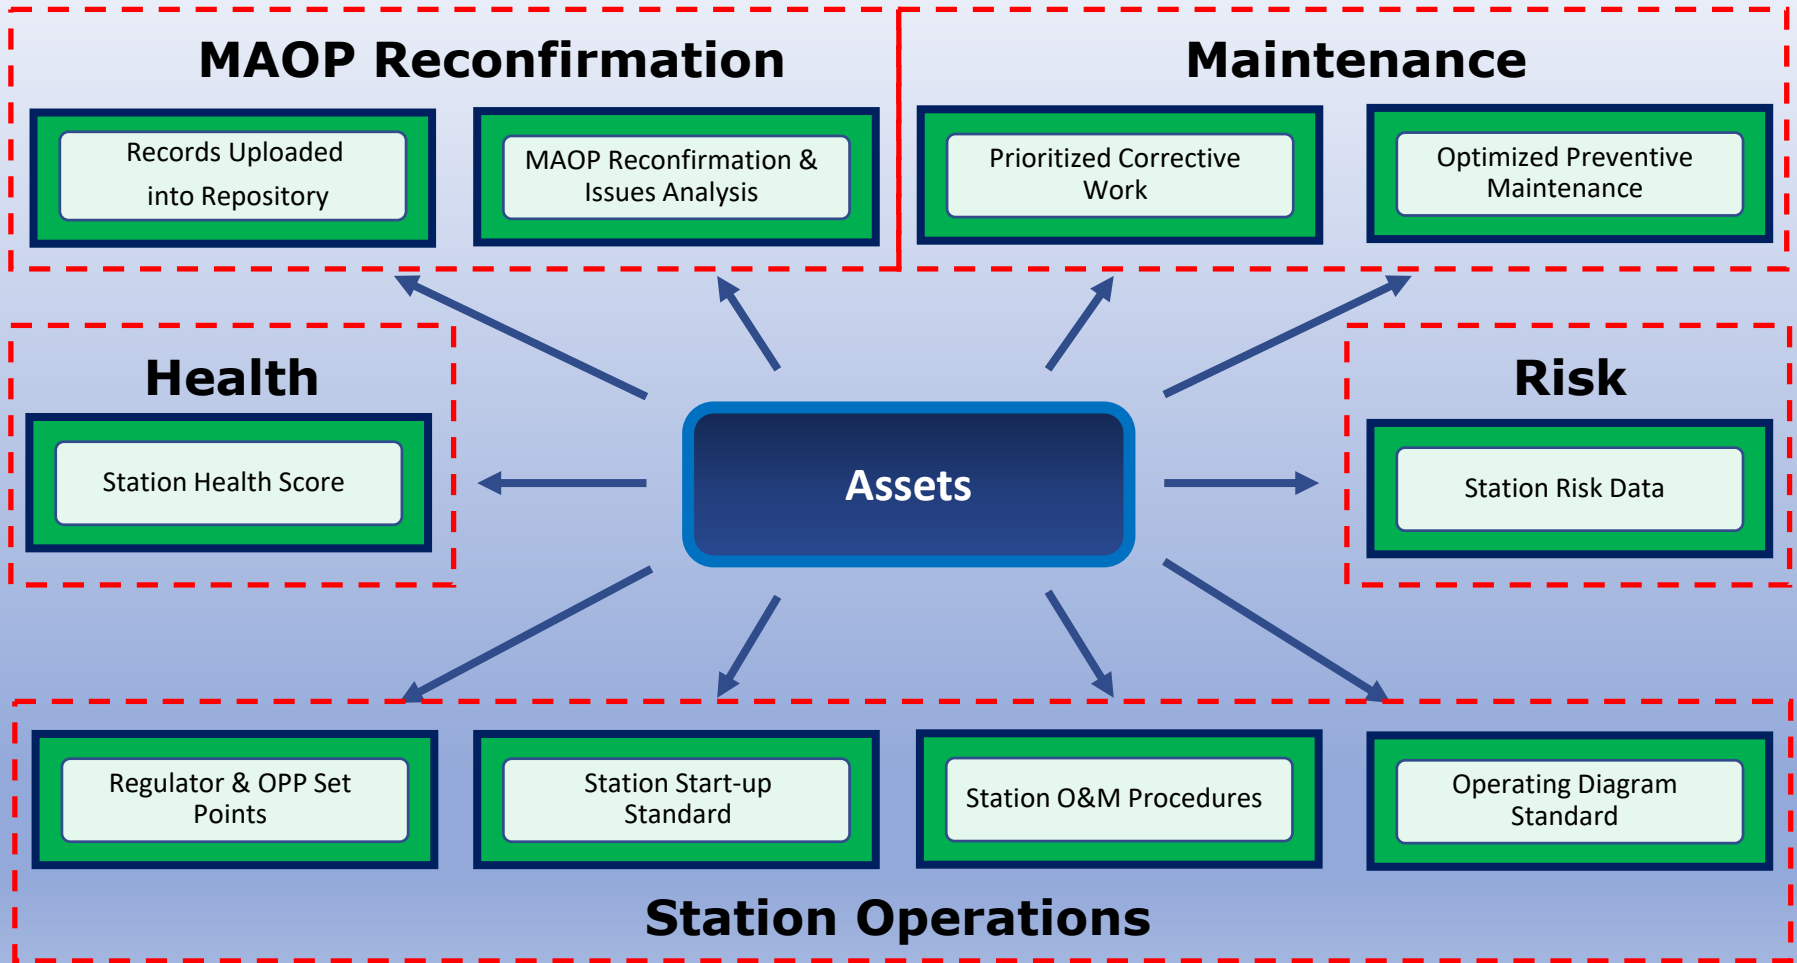 MAOP Reconfirmation
Maintenance
Records Uploaded
into Repository
MAOP Reconfirmation &
Issues Analysis
Prioritized Corrective
Work
Optimized Preventive
Maintenance
Health
Station Health Score
Assets
Risk
Station Risk Data
Regulator & OPP Set
Points
Station Start-up
Standard
Station O&M Procedures
Operating Diagram
Standard
Station Operations